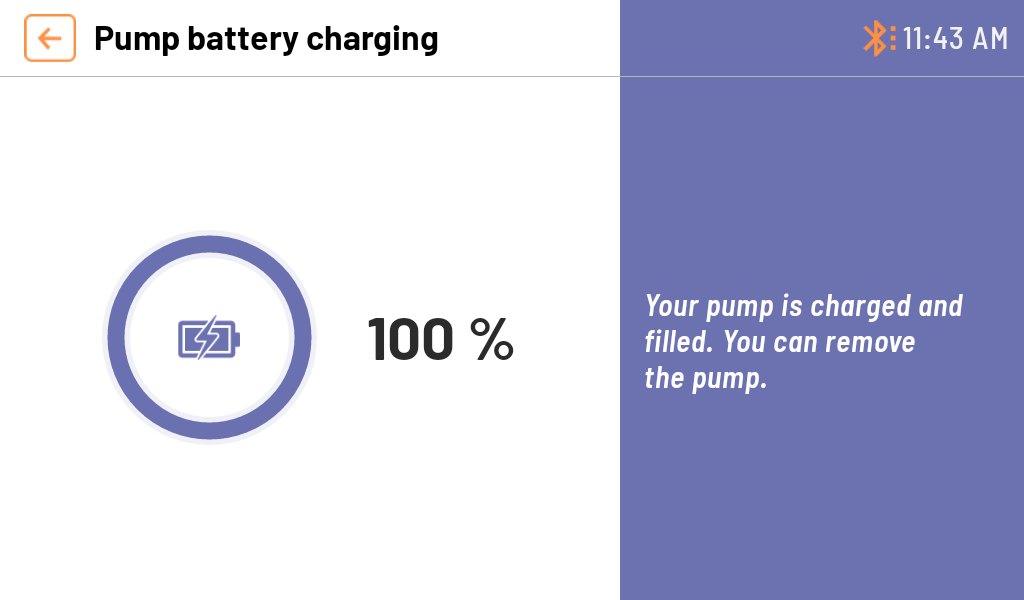 Pump battery charging
11:43 AM
100 %
Your pump is charged and
filled. You can remove
the pump.